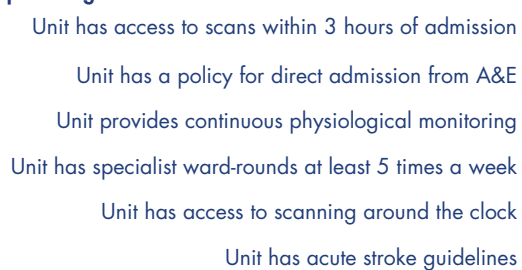 Unit has access to scans within 3 hours of admission
Unit has a policy for direct admission from A&E
Unit provides continuous physiological monitoring
Unit has specialist ward-rounds at least 5 times a week
Unit has access to scanning around the clock
Unit has acute stroke guidelines